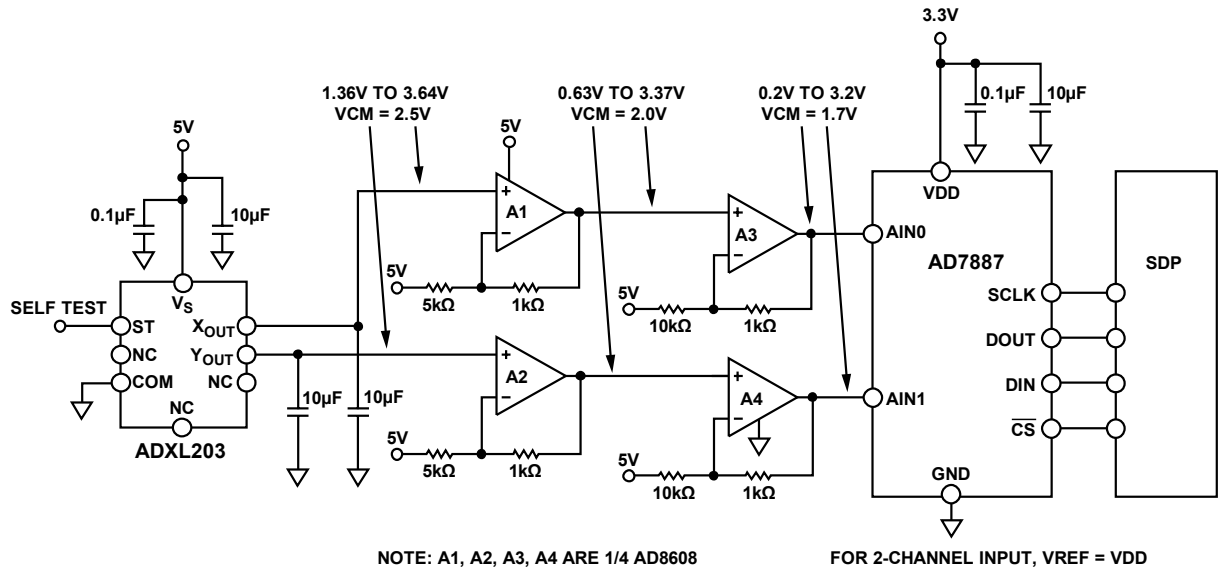 3.3V
0.1µF
10µF
1.36V TO 3.64V
VCM = 2.5V
0.63V TO 3.37V
VCM = 2.0V
0.2V TO 3.2V
VCM = 1.7V
5V
5V
0.1µF
10µF
VDD
+
A1
−
+
A3
−
AIN0
AD7887
SDP
5V
5kΩ
1kΩ
5V
10kΩ
1kΩ
SELF TEST
VS
ST
XOUT
NC
YOUT
COM
NC
NC
ADXL203
10µF
10µF
+
A2
−
+
A4
−
AIN1
SCLK
DOUT
DIN
CS
5V
5kΩ
1kΩ
5V
10kΩ
1kΩ
GND
NOTE: A1, A2, A3, A4 ARE 1/4 AD8608
FOR 2-CHANNEL INPUT, VREF = VDD